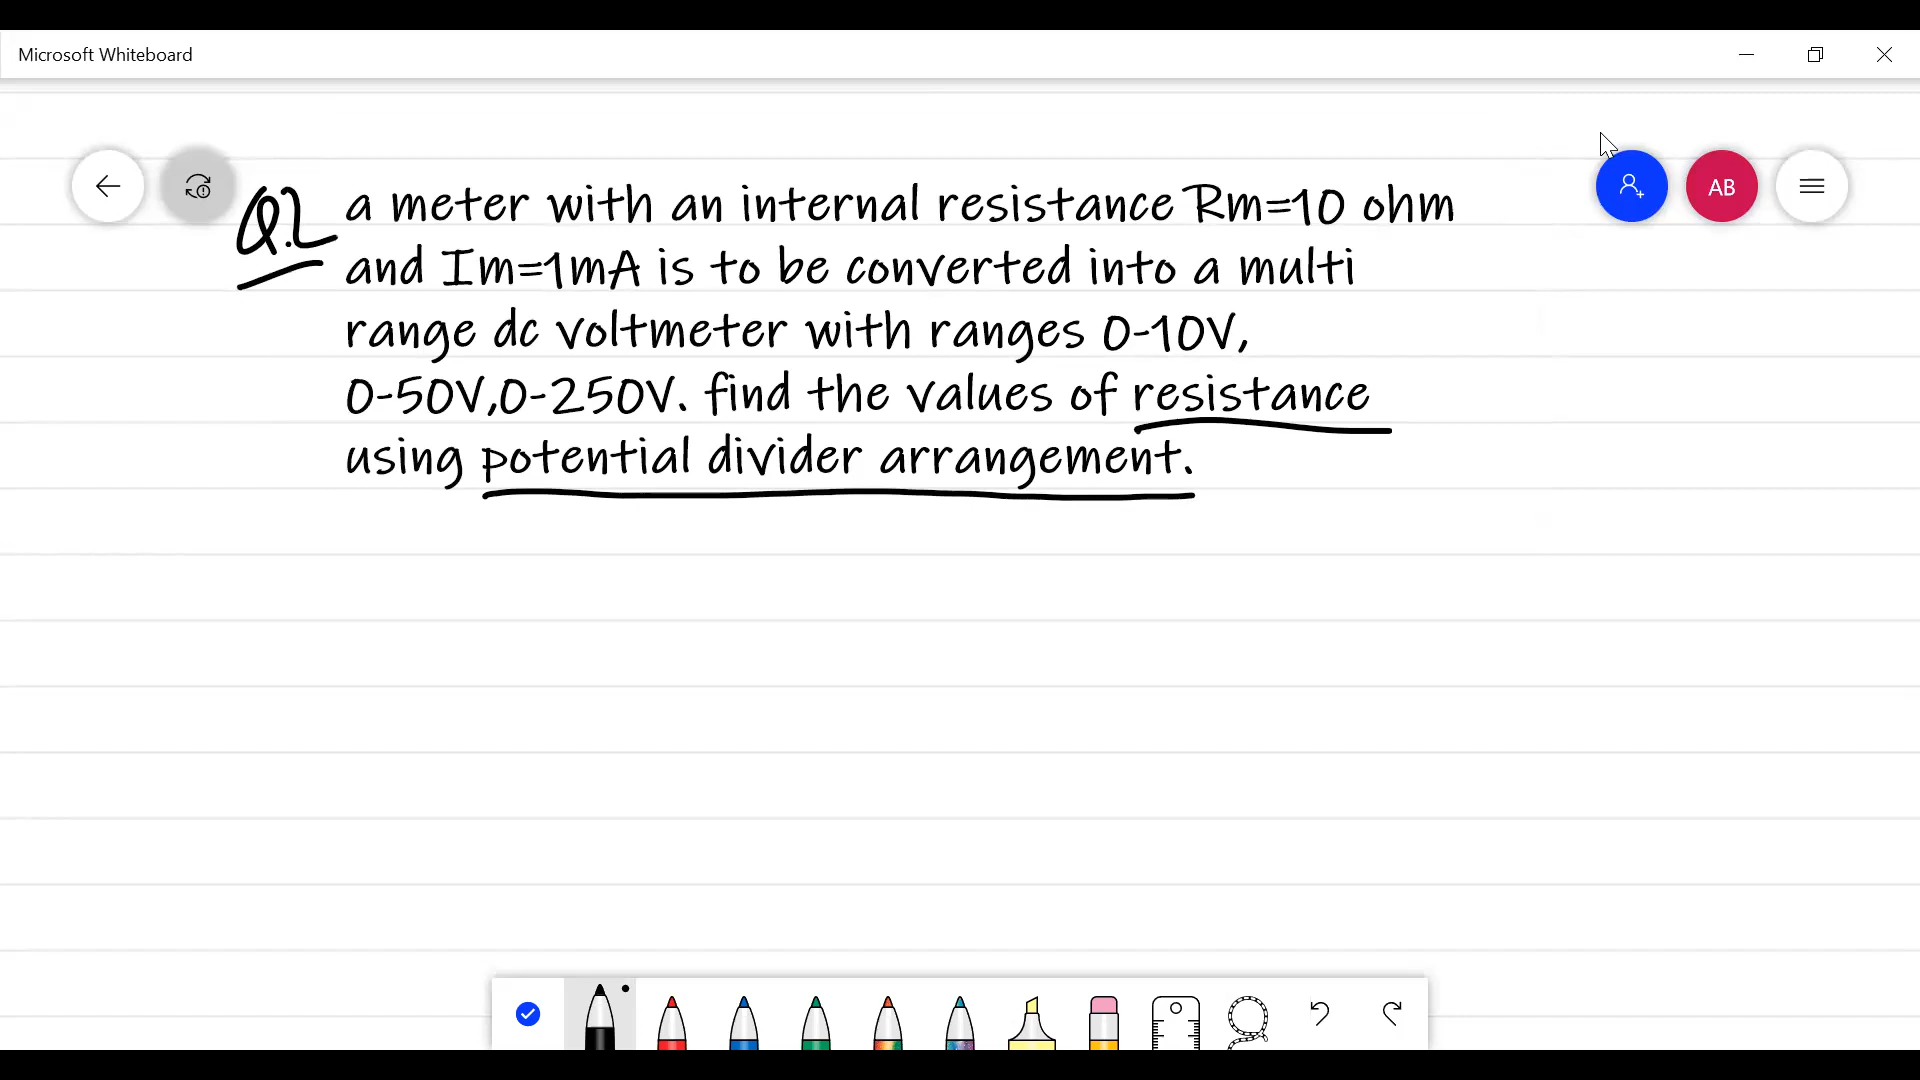 Microsoft Whiteboard
AB
Q.2 a meter with an internal resistance Rm=10 ohm
and Im=1mA is to be converted into a multi
range dc voltmeter with ranges 0-10V,
0-50V,0-250V. find the values of resistance
using potential divider arrangement.